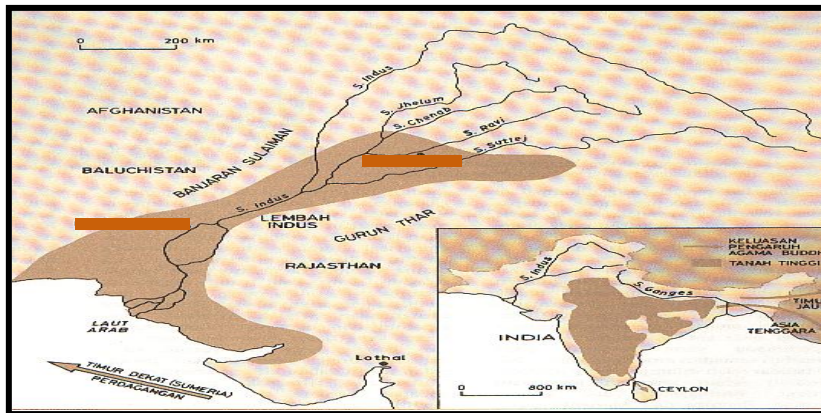 0 200 km
AFGHANISTAN
BALUCHISTAN
BANJARAN SULAIMAN
S. Indus
S. Jhelum
S. Chenab
S. Ravi
S. Sutlej
S. Indus
LEMBAH
INDUS
GURUN THAR
RAJASTHAN
LAUT
ARAB
Lothal
TIMUR DEKAT (SUMERIA)
PERDAGANGAN
KELUASAN
PENGARUH
AGAMA BUDDH
TANAH TINGGI
S. Indus
S. Ganges
TIMU
JAUH
ASIA
TENGGARA
INDIA
CEYLON
0 800 km